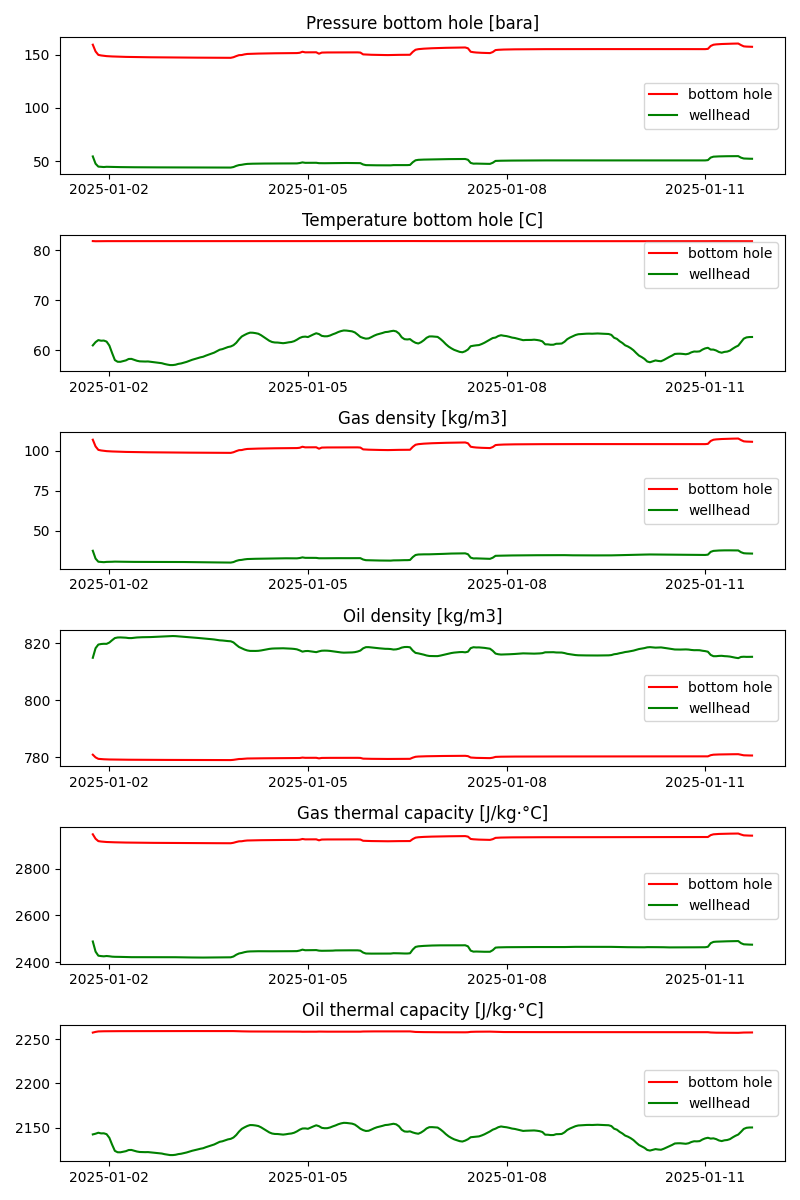 Pressure bottom hole [bara]
150
100
50
bottom hole
wellhead
2025-01-02 2025-01-05 2025-01-08 2025-01-11
Temperature bottom hole [C]
80
70
60
bottom hole
wellhead
2025-01-02 2025-01-05 2025-01-08 2025-01-11
Gas density [kg/m3]
100
75
50
bottom hole
wellhead
2025-01-02 2025-01-05 2025-01-08 2025-01-11
Oil density [kg/m3]
820
800
780
bottom hole
wellhead
2025-01-02 2025-01-05 2025-01-08 2025-01-11
Gas thermal capacity [J/kg·°C]
2800
2600
2400
bottom hole
wellhead
2025-01-02 2025-01-05 2025-01-08 2025-01-11
Oil thermal capacity [J/kg·°C]
2250
2200
2150
bottom hole
wellhead
2025-01-02 2025-01-05 2025-01-08 2025-01-11